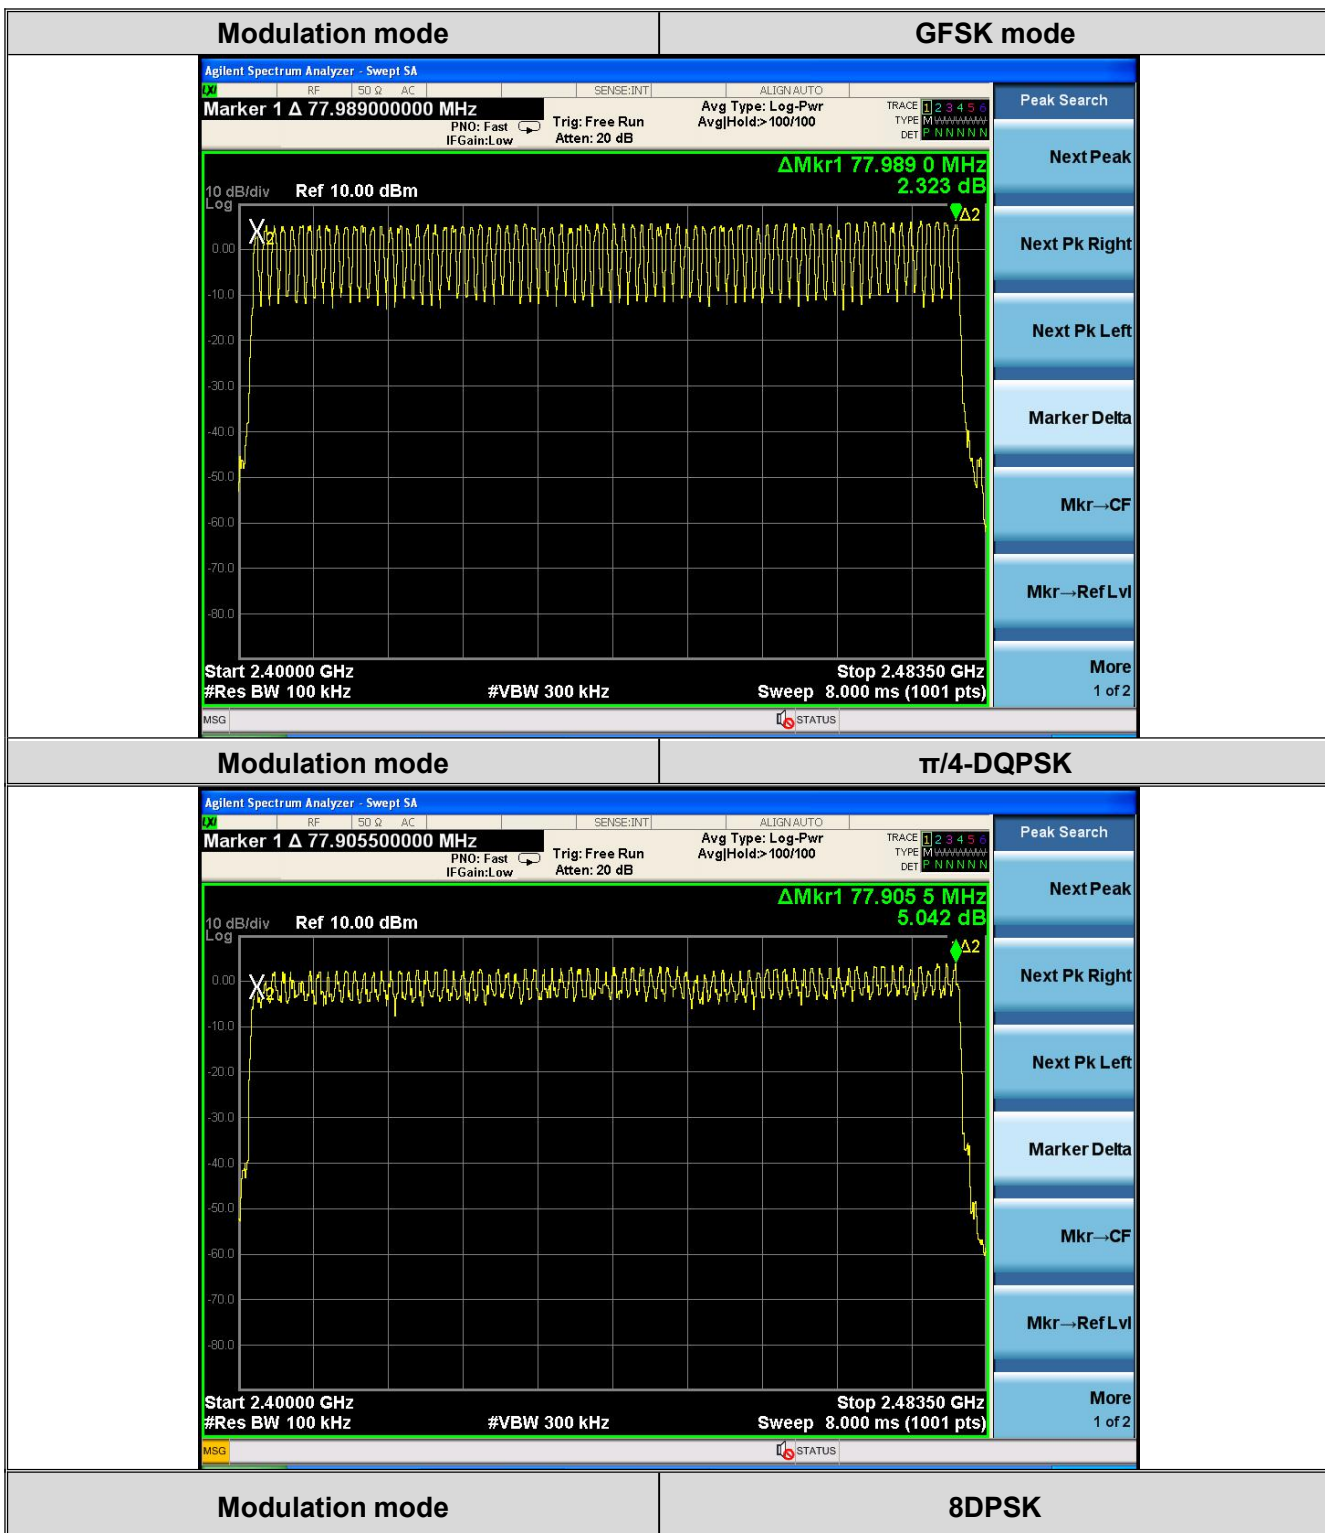 Modulation mode GFSK mode
Agilent Spectrum Analyzer - Swept SA
LXI RF 50 Ω AC SENSE:INT ALIGN AUTO
Marker 1 Δ 77.989000000 MHz
PNO: Fast
IFGain:Low
Trig: Free Run
Atten: 20 dB
Avg Type: Log-Pwr
Avg|Hold:>100/100
TRACE 1 2 3 4 5 6
TYPE M
DET P N N N N N
ΔMkr1 77.989 0 MHz
2.323 dB
10 dB/div Ref 10.00 dBm
Log
X2
Δ2
0.00
-10.0
-20.0
-30.0
-40.0
-50.0
-60.0
-70.0
-80.0
Start 2.40000 GHz Stop 2.48350 GHz
#Res BW 100 kHz #VBW 300 kHz Sweep 8.000 ms (1001 pts)
MSG STATUS
Peak Search
Next Peak
Next Pk Right
Next Pk Left
Marker Delta
Mkr→CF
Mkr→Ref Lvl
More
1 of 2
Modulation mode π/4-DQPSK
Agilent Spectrum Analyzer - Swept SA
LXI RF 50 Ω AC SENSE:INT ALIGN AUTO
Marker 1 Δ 77.905500000 MHz
PNO: Fast
IFGain:Low
Trig: Free Run
Atten: 20 dB
Avg Type: Log-Pwr
Avg|Hold:>100/100
TRACE 1 2 3 4 5 6
TYPE M
DET P N N N N N
ΔMkr1 77.905 5 MHz
5.042 dB
10 dB/div Ref 10.00 dBm
Log
X2
Δ2
0.00
-10.0
-20.0
-30.0
-40.0
-50.0
-60.0
-70.0
-80.0
Start 2.40000 GHz Stop 2.48350 GHz
#Res BW 100 kHz #VBW 300 kHz Sweep 8.000 ms (1001 pts)
MSG STATUS
Peak Search
Next Peak
Next Pk Right
Next Pk Left
Marker Delta
Mkr→CF
Mkr→Ref Lvl
More
1 of 2
Modulation mode 8DPSK